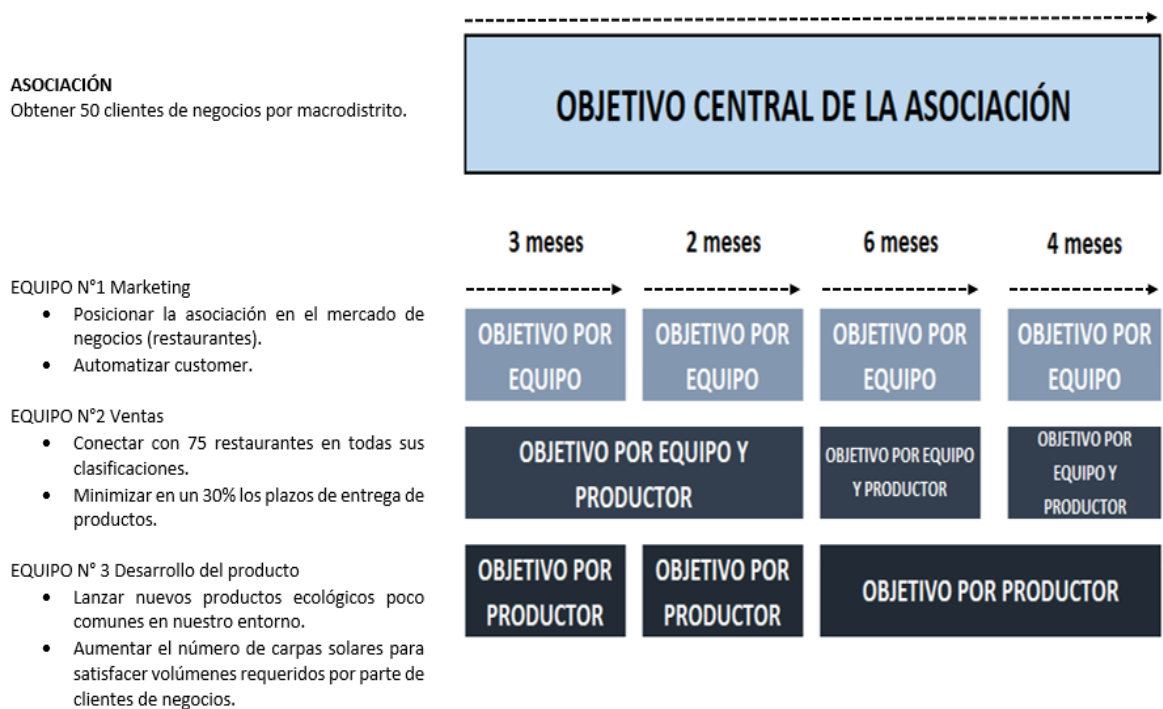 ASOCIACIÓN
Obtener 50 clientes de negocios por macrodistrito.
OBJETIVO CENTRAL DE LA ASOCIACIÓN
3 meses
2 meses
6 meses
4 meses
EQUIPO N°1 Marketing
• Posicionar la asociación en el mercado de
negocios (restaurantes).
• Automatizar customer.
OBJETIVO POR
EQUIPO
OBJETIVO POR
EQUIPO
OBJETIVO POR
EQUIPO
OBJETIVO POR
EQUIPO
EQUIPO N°2 Ventas
• Conectar con 75 restaurantes en todas sus
clasificaciones.
• Minimizar en un 30% los plazos de entrega de
productos.
OBJETIVO POR EQUIPO Y
PRODUCTOR
OBJETIVO POR EQUIPO
Y PRODUCTOR
OBJETIVO POR
EQUIPO Y
PRODUCTOR
EQUIPO N° 3 Desarrollo del producto
• Lanzar nuevos productos ecológicos poco
comunes en nuestro entorno.
• Aumentar el número de carpas solares para
satisfacer volúmenes requeridos por parte de
clientes de negocios.
OBJETIVO POR
PRODUCTOR
OBJETIVO POR
PRODUCTOR
OBJETIVO POR PRODUCTOR